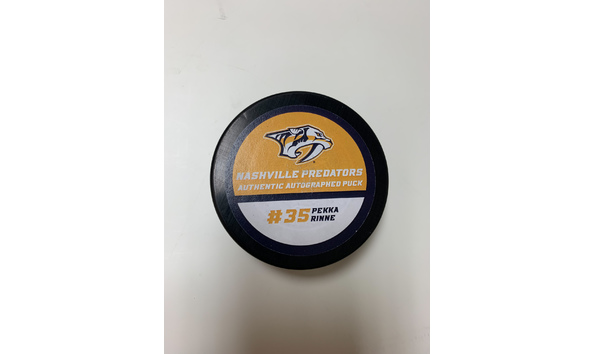 NASHVILLE PREDATORS
AUTHENTIC AUTOGRAPHED PUCK
#35 PEKKA
RINNE